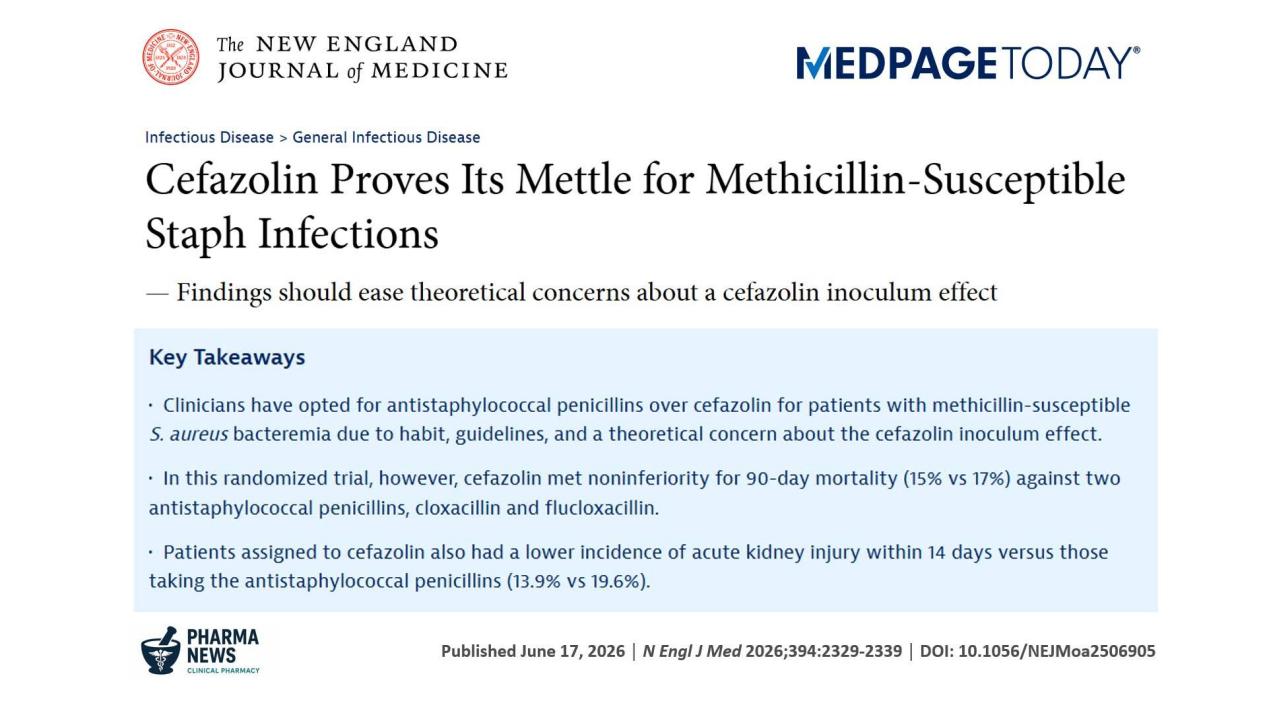 The NEW ENGLAND
JOURNAL of MEDICINE
MEDPAGE TODAY®
Infectious Disease > General Infectious Disease
Cefazolin Proves Its Mettle for Methicillin-Susceptible
Staph Infections
— Findings should ease theoretical concerns about a cefazolin inoculum effect
Key Takeaways
· Clinicians have opted for antistaphylococcal penicillins over cefazolin for patients with methicillin-susceptible
S. aureus bacteremia due to habit, guidelines, and a theoretical concern about the cefazolin inoculum effect.
· In this randomized trial, however, cefazolin met noninferiority for 90-day mortality (15% vs 17%) against two
antistaphylococcal penicillins, cloxacillin and flucloxacillin.
· Patients assigned to cefazolin also had a lower incidence of acute kidney injury within 14 days versus those
taking the antistaphylococcal penicillins (13.9% vs 19.6%).
PHARMA
NEWS
CLINICAL PHARMACY
Published June 17, 2026 | N Engl J Med 2026;394:2329-2339 | DOI: 10.1056/NEJMoa2506905